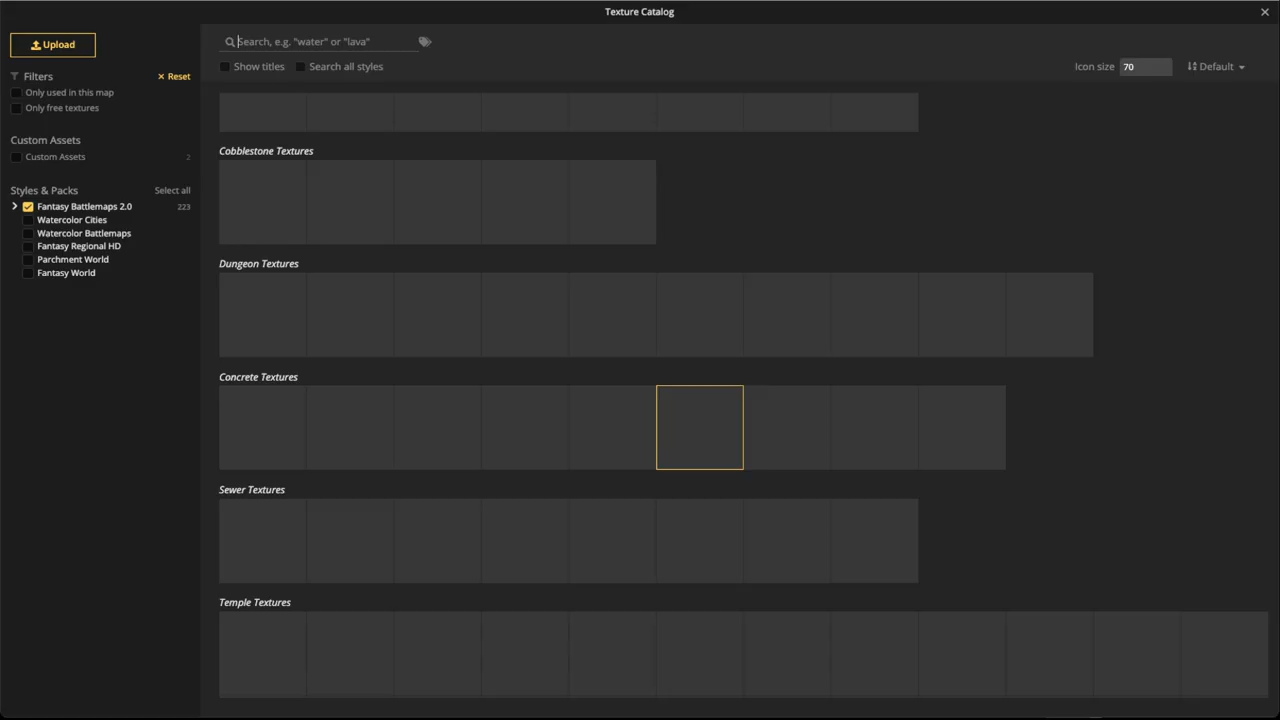 Texture Catalog
Upload
Search, e.g. "water" or "lava"
Filters
Reset
Show titles
Search all styles
Icon size
70
Default
Only used in this map
Only free textures
Custom Assets
Custom Assets
2
Styles & Packs
Select all
Fantasy Battlemaps 2.0
223
Watercolor Cities
Watercolor Battlemaps
Fantasy Regional HD
Parchment World
Fantasy World
Cobblestone Textures
Dungeon Textures
Concrete Textures
Sewer Textures
Temple Textures